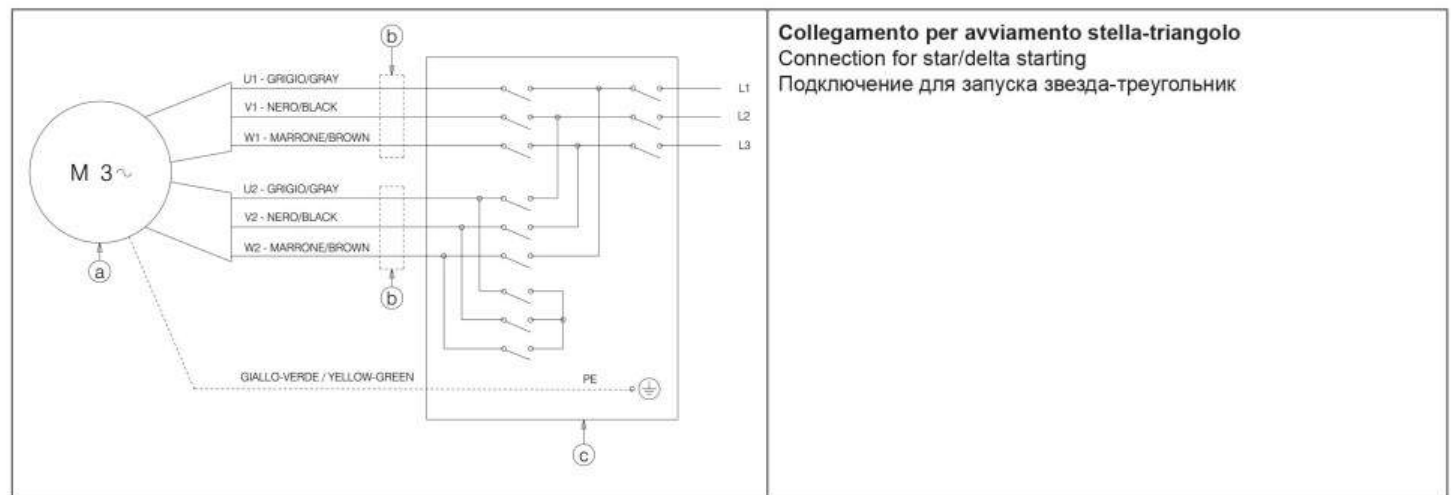 b
U1 - GRIGIO/GRAY
V1 - NERO/BLACK
W1 - MARRONE/BROWN
L1
L2
L3
M 3~
U2 - GRIGIO/GRAY
V2 - NERO/BLACK
W2 - MARRONE/BROWN
a
b
GIALLO-VERDE / YELLOW-GREEN
PE
c
Collegamento per avviamento stella-triangolo
Connection for star/delta starting
Подключение для запуска звезда-треугольник